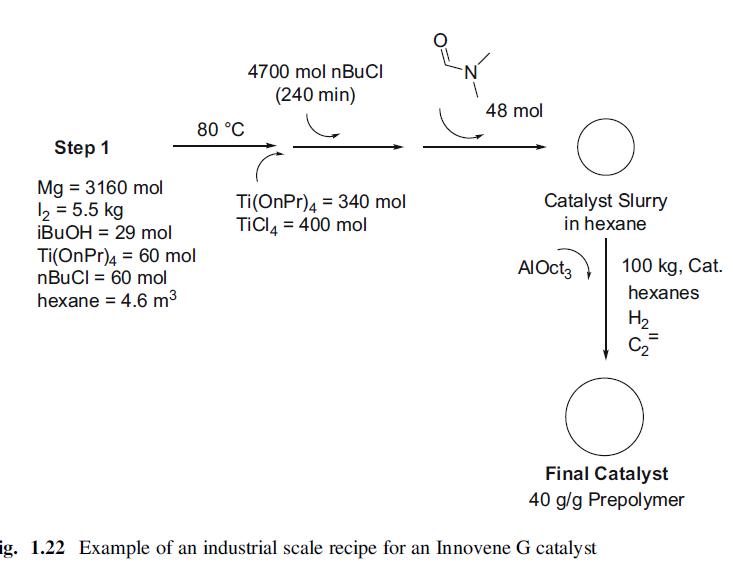 O
N
4700 mol nBuCl
(240 min)
48 mol
80 °C
Step 1
Mg = 3160 mol
I2 = 5.5 kg
iBuOH = 29 mol
Ti(OnPr)4 = 60 mol
nBuCl = 60 mol
hexane = 4.6 m³
Ti(OnPr)4 = 340 mol
TiCl4 = 400 mol
Catalyst Slurry
in hexane
AlOct3
100 kg, Cat.
hexanes
H2
C2=
Final Catalyst
40 g/g Prepolymer
ig. 1.22 Example of an industrial scale recipe for an Innovene G catalyst